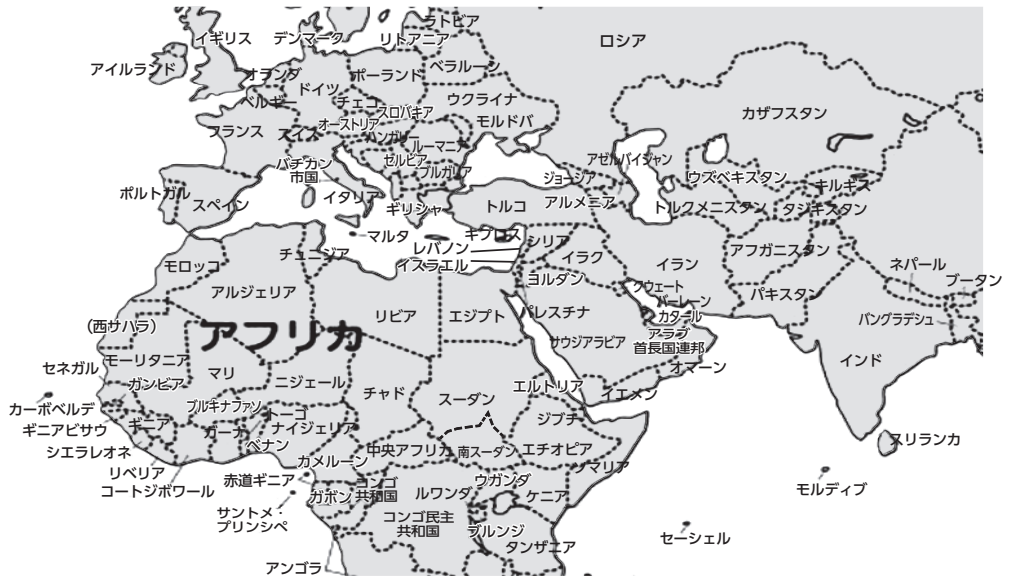 ラトビア
イギリス
デンマーク
リトアニア
ロシア
アイルランド
オランダ
ドイツ
ポーランド
ベラルーシ
ベルギー
チェコ
スロバキア
ウクライナ
カザフスタン
フランス
スイス
オーストリア
モルドバ
ハンガリー
ルーマニア
バチカン
市国
セルビア
ブルガリア
アゼルバイジャン
ジョージア
ウズベキスタン
キルギス
ポルトガル
スペイン
イタリア
ギリシャ
トルコ
アルメニア
トルクメニスタン
タジキスタン
マルタ
キプロス
レバノン
イスラエル
シリア
イラク
イラン
アフガニスタン
モロッコ
チュニジア
ヨルダン
クウェート
バーレーン
パキスタン
ネパール
ブータン
アルジェリア
リビア
エジプト
パレスチナ
カタール
バングラデシュ
(西サハラ)
アフリカ
サウジアラビア
アラブ
首長国連邦
インド
セネガル
モーリタニア
マリ
ニジェール
チャド
スーダン
エルトリア
イエメン
オマーン
ガンビア
カーボベルデ
ギニアビサウ
ギニア
ブルキナファソ
トーゴ
ガーナ
ナイジェリア
ベナン
ジブチ
スリランカ
シエラレオネ
カメルーン
中央アフリカ
南スーダン
エチオピア
ソマリア
リベリア
コートジボワール
赤道ギニア
ガボン
コンゴ
共和国
ルワンダ
ウガンダ
ケニア
モルディブ
サントメ・
プリンシペ
コンゴ民主
共和国
ブルンジ
タンザニア
セーシェル
アンゴラ